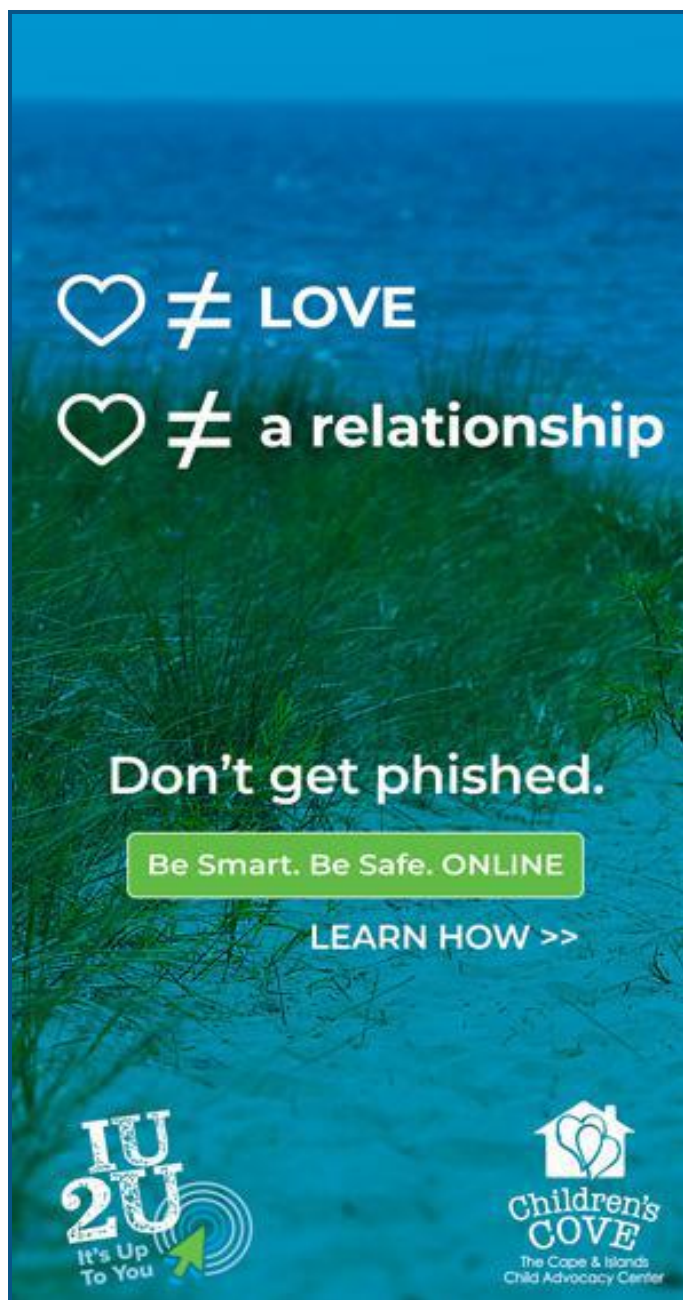 ♡ ≠ LOVE
♡ ≠ a relationship
Don't get phished.
Be Smart. Be Safe. ONLINE
LEARN HOW >>
IU
2U
It's Up
To You
Children's
COVE
The Cape & Islands
Child Advocacy Center